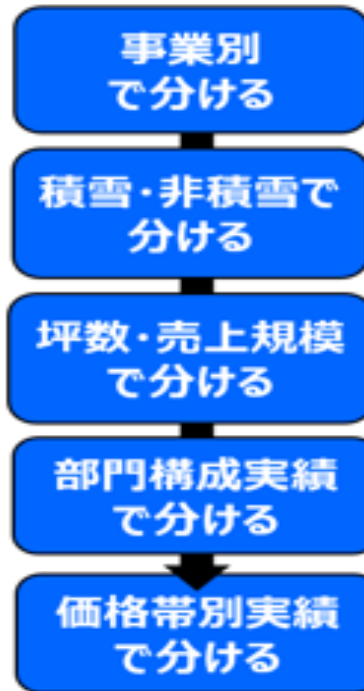 事業別
で分ける
積雪・非積雪で
分ける
坪数・売上規模
で分ける
部門構成実績
で分ける
価格帯別実績
で分ける